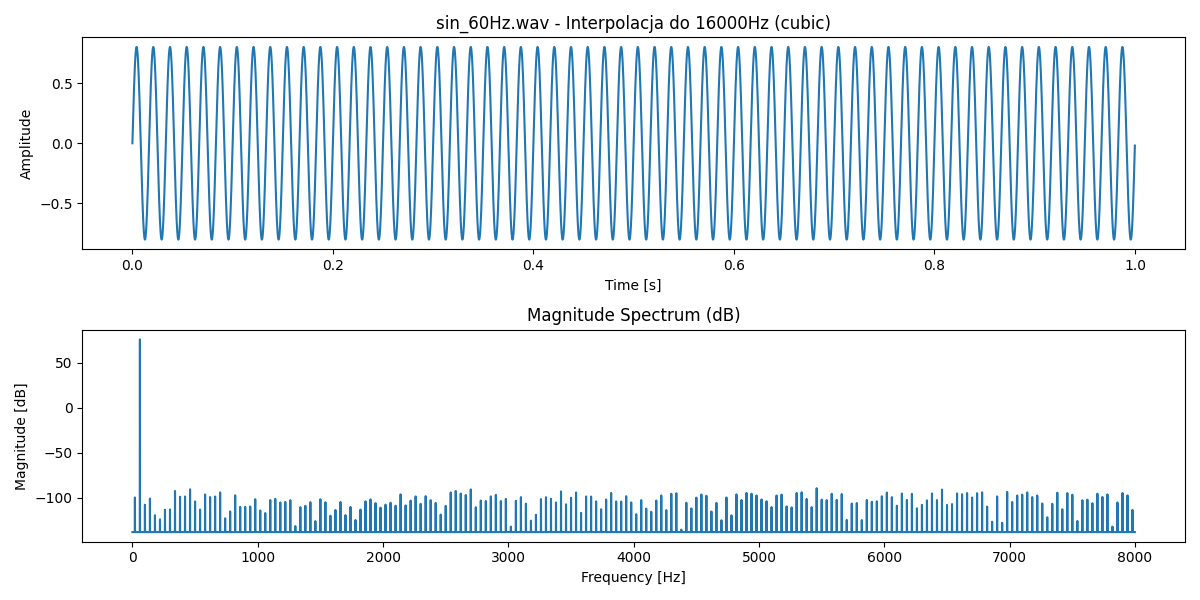 sin_60Hz.wav - Interpolacja do 16000Hz (cubic)
Amplitude
0.5
0.0
−0.5
0.0 0.2 0.4 0.6 0.8 1.0
Time [s]
Magnitude Spectrum (dB)
Magnitude [dB]
50
0
−50
−100
0 1000 2000 3000 4000 5000 6000 7000 8000
Frequency [Hz]